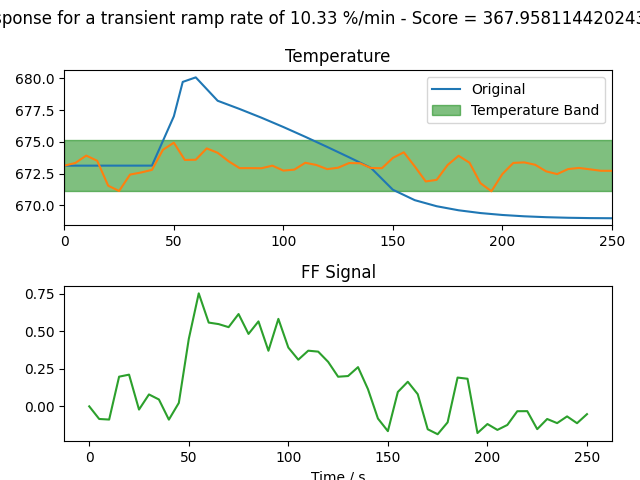 sponse for a transient ramp rate of 10.33 %/min - Score = 367.958114420243
Temperature
680.0
677.5
675.0
672.5
670.0
Original
Temperature Band
0 50 100 150 200 250
FF Signal
0.75
0.50
0.25
0.00
0 50 100 150 200 250
Time / s